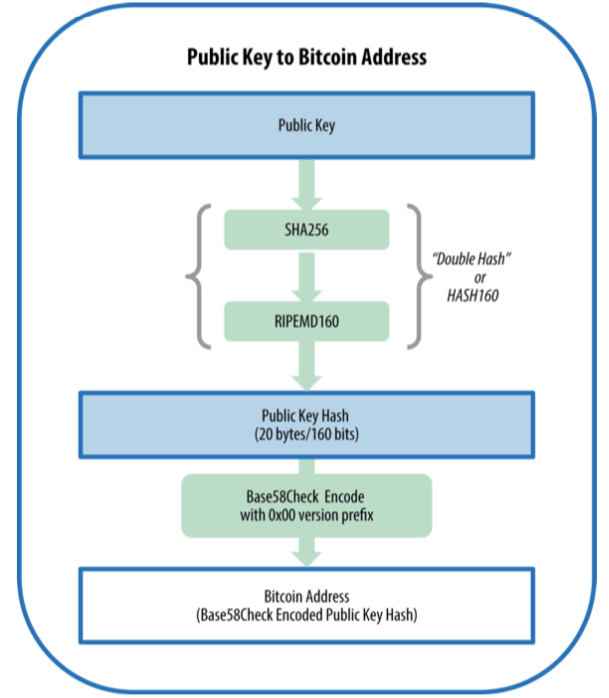 Public Key to Bitcoin Address
Public Key
SHA256
"Double Hash"
or
HASH160
RIPEMD160
Public Key Hash
(20 bytes/160 bits)
Base58Check Encode
with 0x00 version prefix
Bitcoin Address
(Base58Check Encoded Public Key Hash)